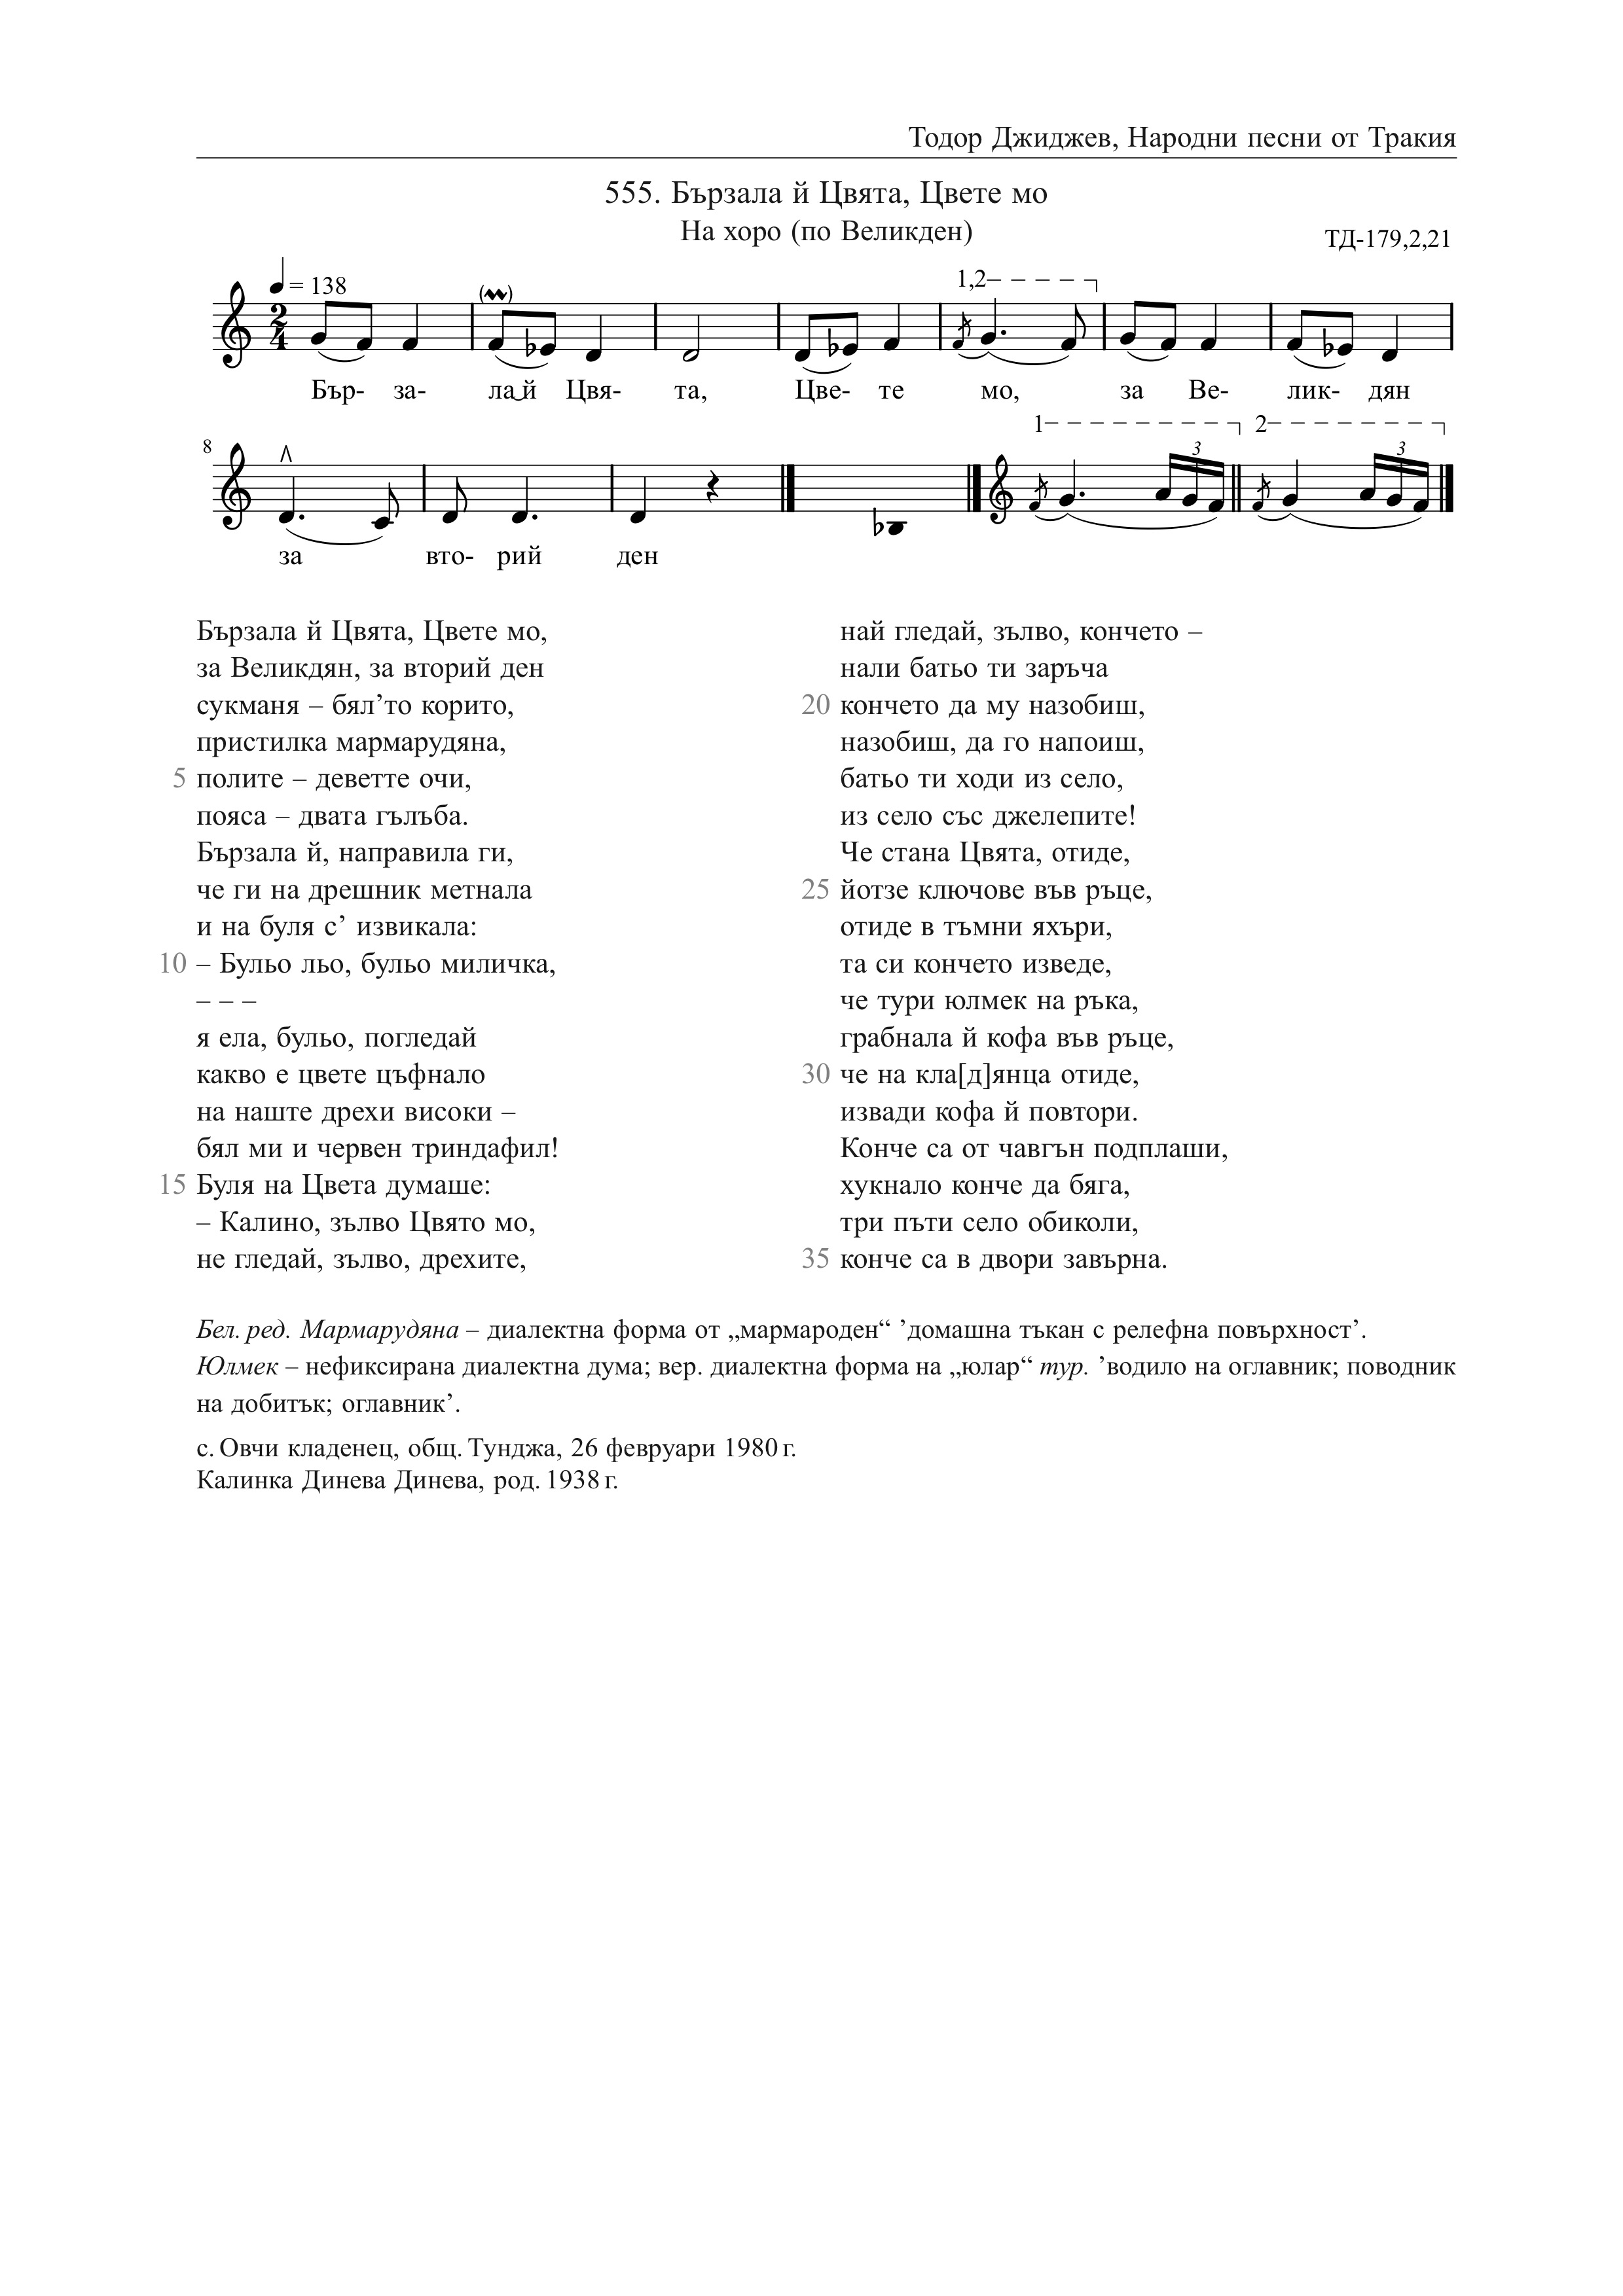 Тодор Джиджев, Народни песни от Тракия
555. Бързала й Цвята, Цвете мо
На хоро (по Великден)
ТД-179,2,21
= 138
1,2
2
4
Бър- за- ла й Цвя- та, Цве- те мо, за Ве- лик- дян
8
1
3
2
3
за вто- рий ден
Бързала й Цвята, Цвете мо,
за Великдян, за вторий ден
сукманя – бял’то корито,
пристилка мармарудяна,
5 полите – деветте очи,
пояса – двата гълъба.
Бързала й, направила ги,
че ги на дрешник метнала
и на буля с’ извикала:
10 – Бульо льо, бульо миличка,
– – –
я ела, бульо, погледай
какво е цвете цъфнало
на наште дрехи високи –
бял ми и червен триндафил!
15 Буля на Цвета думаше:
– Калино, зълво Цвято мо,
не гледай, зълво, дрехите,
най гледай, зълво, кончето –
нали батьо ти заръча
20 кончето да му назобиш,
назобиш, да го напоиш,
батьо ти ходи из село,
из село със джелепите!
Че стана Цвята, отиде,
25 йотзе ключове във ръце,
отиде в тъмни яхъри,
та си кончето изведе,
че тури юлмек на ръка,
грабнала й кофа във ръце,
30 че на кла[д]янца отиде,
извади кофа й повтори.
Конче са от чавгън подплаши,
хукнало конче да бяга,
три пъти село обиколи,
35 конче са в двори завърна.
Бел. ред. Мармарудяна – диалектна форма от „мармароден“ ’домашна тъкан с релефна повърхност’.
Юлмек – нефиксирана диалектна дума; вер. диалектна форма на „юлар“ тур. ’водило на оглавник; поводник
на добитък; оглавник’.
с. Овчи кладенец, общ. Тунджа, 26 февруари 1980 г.
Калинка Динева Динева, род. 1938 г.